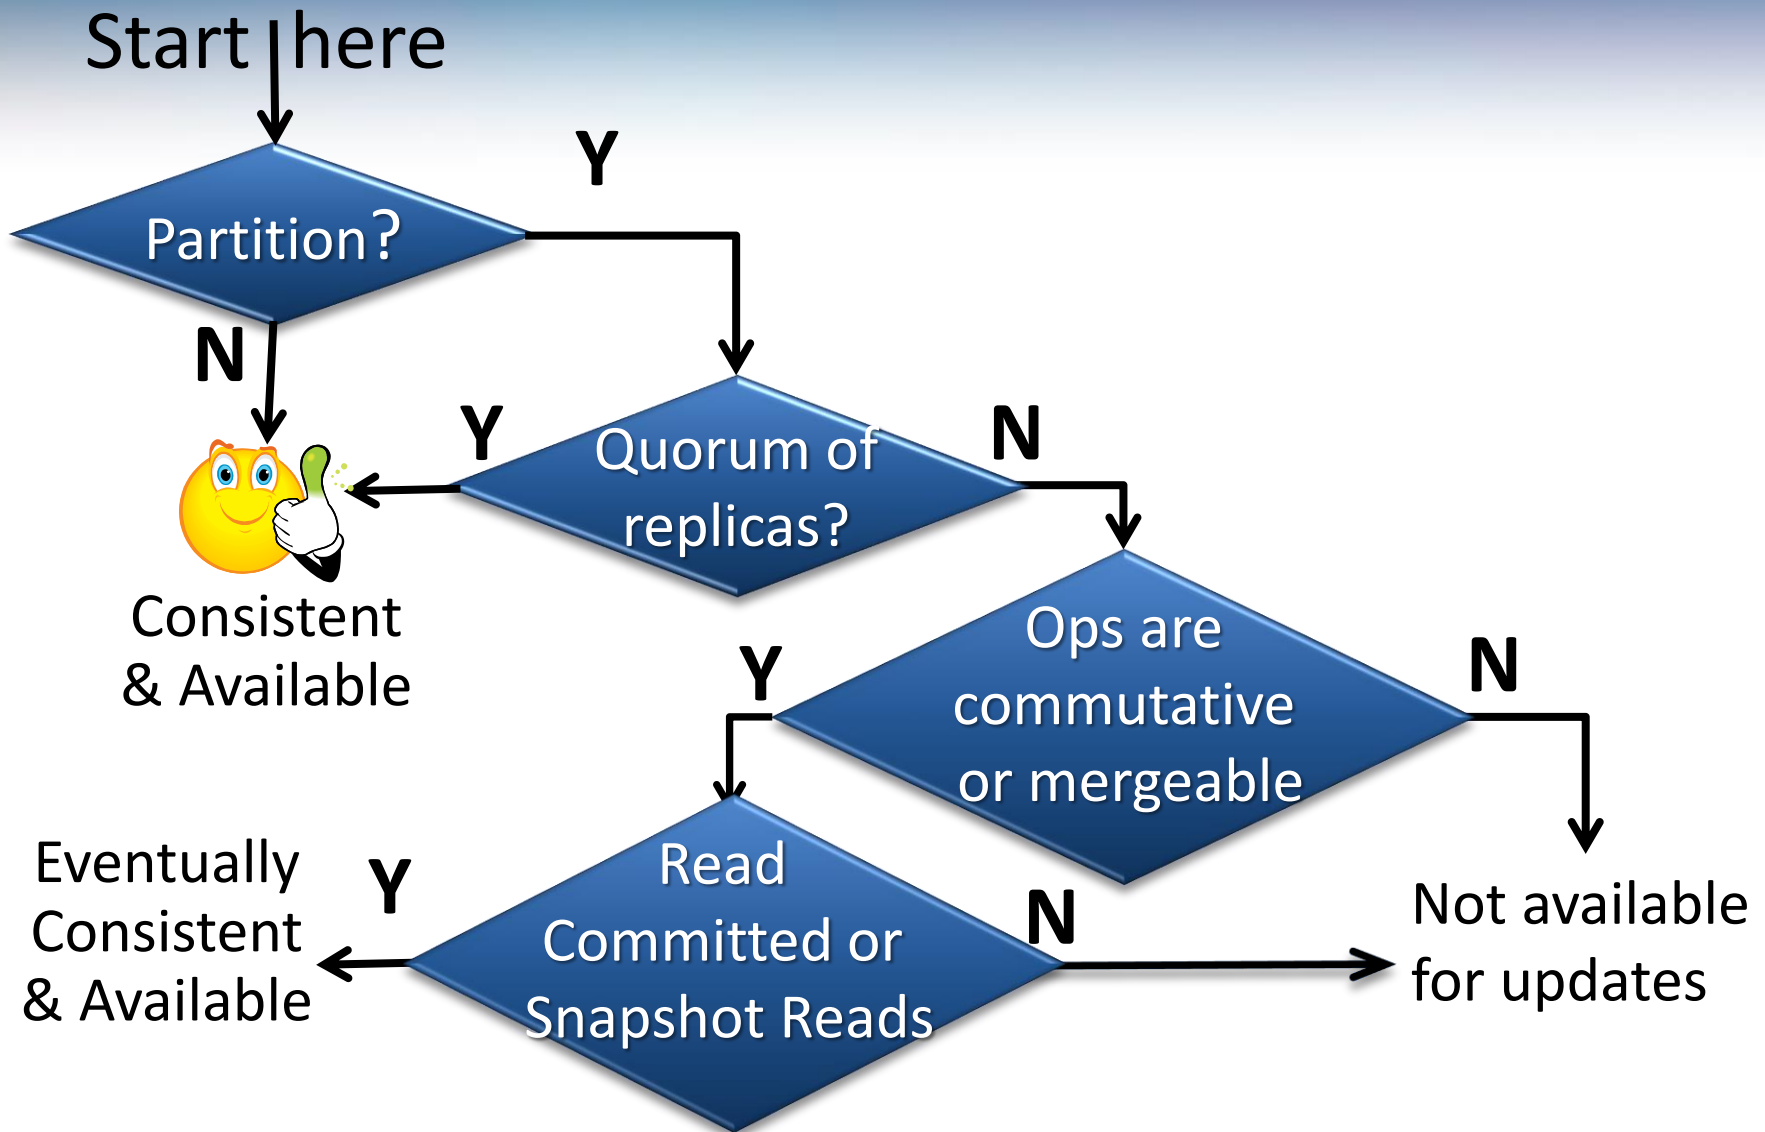 Start here
Y
Partition?
N
Y
Quorum of
replicas?
N
Consistent
& Available
Y
Ops are
commutative
or mergeable
N
Eventually
Consistent
& Available
Y
Read
Committed or
Snapshot Reads
N
Not available
for updates